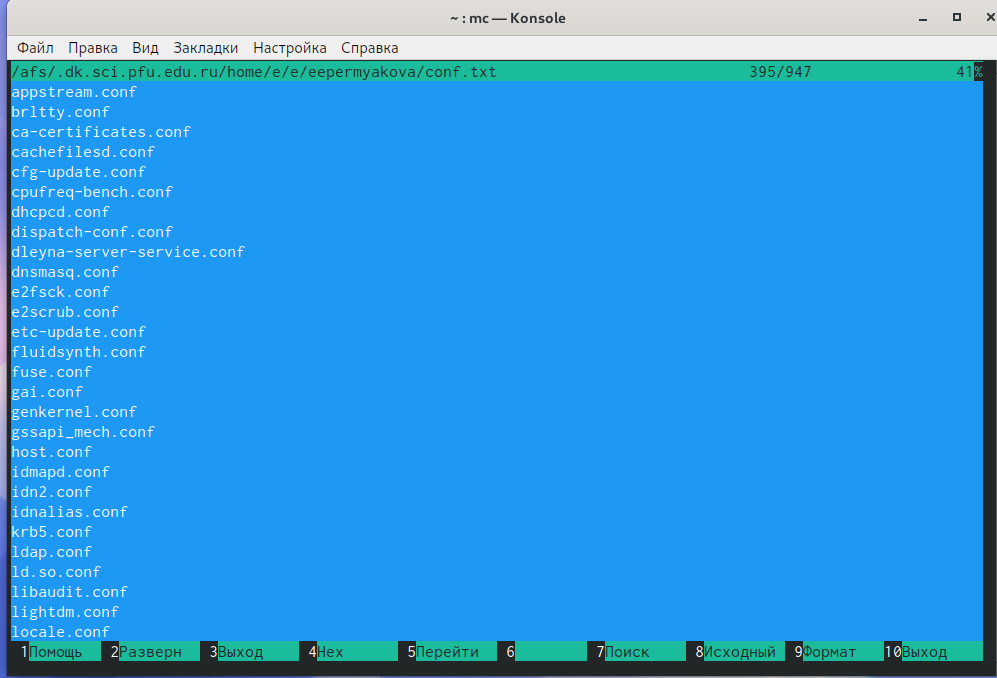 ~ : mc — Konsole
Файл Правка Вид Закладки Настройка Справка
/afs/.dk.sci.pfu.edu.ru/home/e/e/eepermyakova/conf.txt 395/947 41%
appstream.conf
brltty.conf
ca-certificates.conf
cachefilesd.conf
cfg-update.conf
cpufreq-bench.conf
dhcpcd.conf
dispatch-conf.conf
dleyna-server-service.conf
dnsmasq.conf
e2fsck.conf
e2scrub.conf
etc-update.conf
fluidsynth.conf
fuse.conf
gai.conf
genkernel.conf
gssapi_mech.conf
host.conf
idmapd.conf
idn2.conf
idnalias.conf
krb5.conf
ldap.conf
ld.so.conf
libaudit.conf
lightdm.conf
locale.conf
1Помощь 2Разверн 3Выход 4Hex 5Перейти 6 7Поиск 8Исходный 9Формат 10Выход